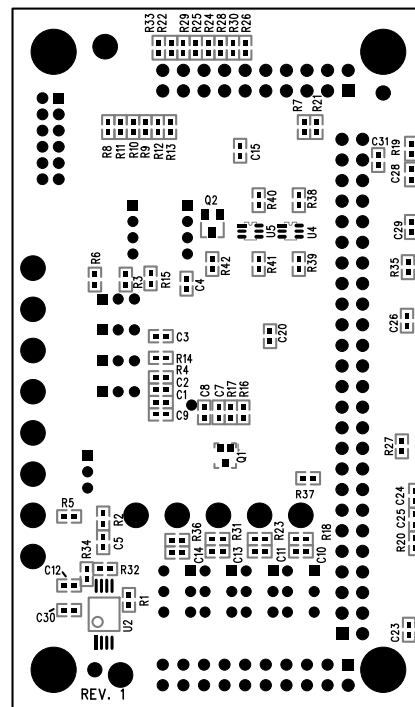 R33
R22
R29
R25
R24
R28
R30
R26
R8
R11
R10
R9
R12
R13
R7
R21
C15
C31
R19
C28
Q2
R40
R38
U5
U4
C29
R6
R3
R15
C4
R42
R41
R39
R35
C3
R14
R4
C2
C1
C9
C20
C26
C8
C7
R17
R16
Q1
R27
R37
R5
R2
C5
R36
C14
R31
C13
R23
C11
R18
C10
C24
C25
R20
R34
R32
C12
C30
R1
U2
C23
REV. 1